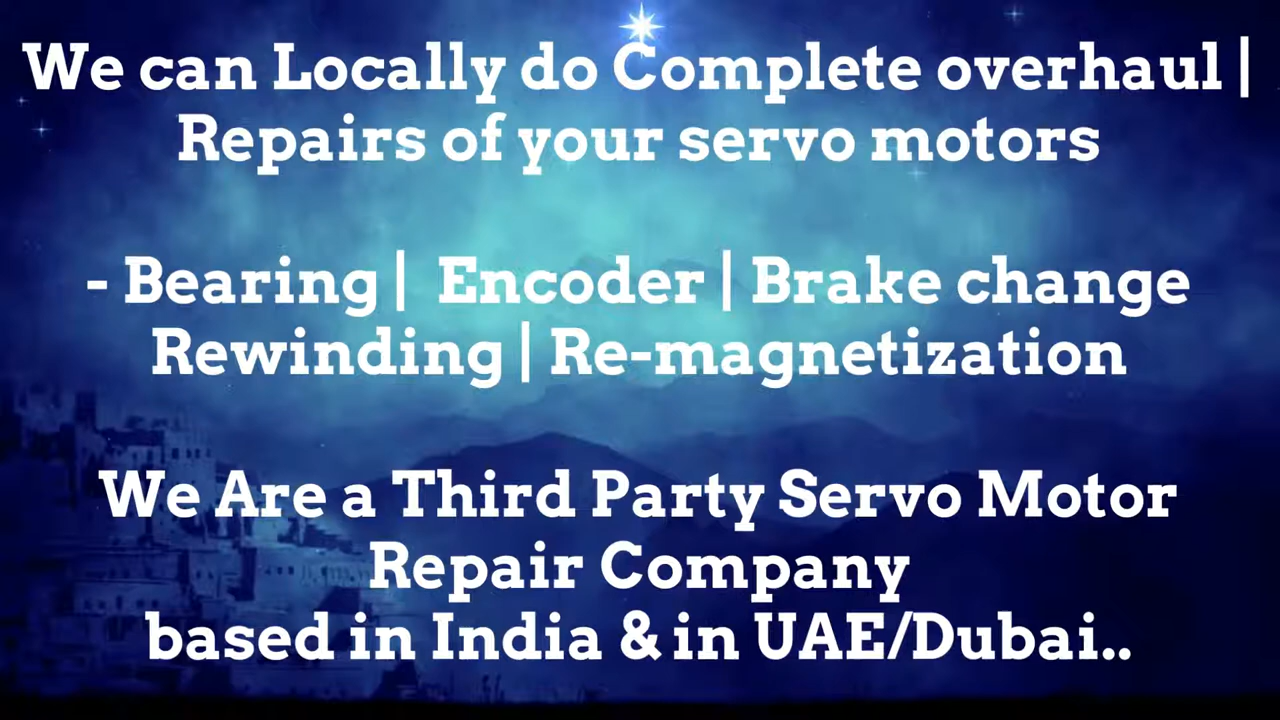 We can Locally do Complete overhaul |
Repairs of your servo motors
- Bearing | Encoder | Brake change
Rewinding | Re-magnetization
We Are a Third Party Servo Motor
Repair Company
based in India & in UAE/Dubai..